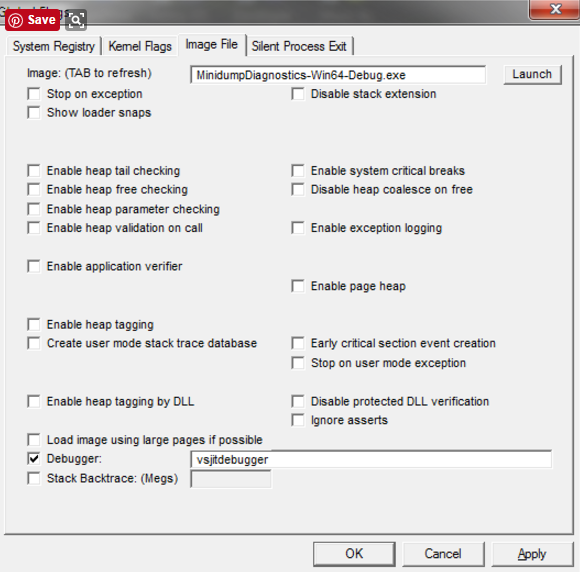 Save
System Registry Kernel Flags Image File Silent Process Exit
Image: (TAB to refresh) MinidumpDiagnostics-Win64-Debug.exe Launch
Stop on exception Disable stack extension
Show loader snaps
Enable heap tail checking Enable system critical breaks
Enable heap free checking Disable heap coalesce on free
Enable heap parameter checking
Enable heap validation on call Enable exception logging
Enable application verifier
Enable page heap
Enable heap tagging
Create user mode stack trace database Early critical section event creation
Stop on user mode exception
Enable heap tagging by DLL Disable protected DLL verification
Ignore asserts
Load image using large pages if possible
Debugger: vsjitdebugger
Stack Backtrace: (Megs)
OK Cancel Apply